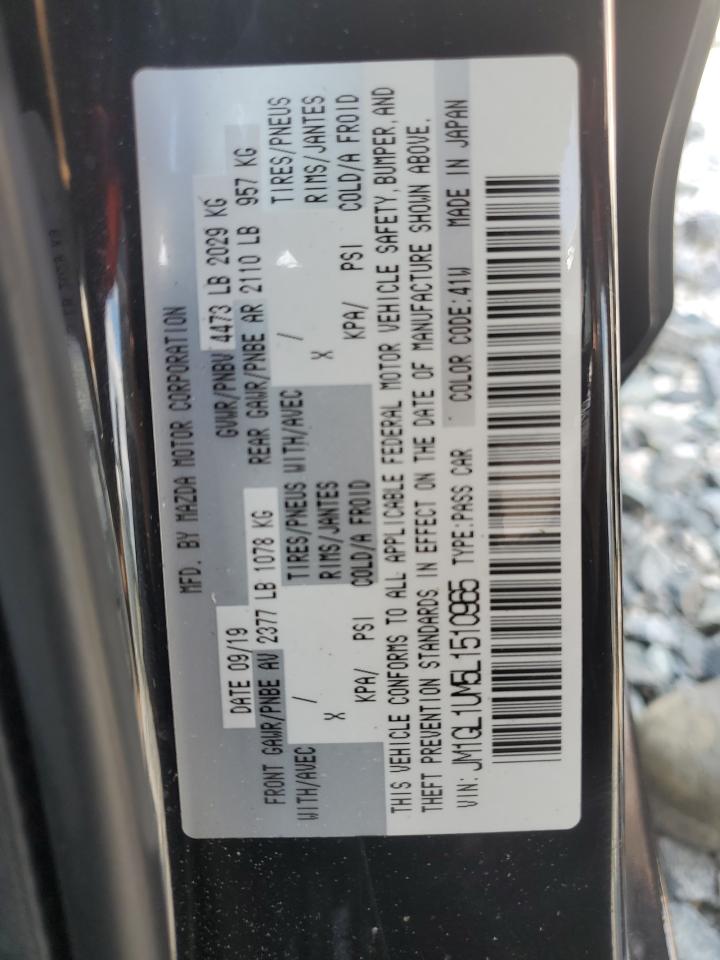 MFD. BY MAZDA MOTOR CORPORATION
DATE 09/19 GVWR/PNBV 4473 LB 2029 KG
FRONT GAWR/PNBE AV 2377 LB 1078 KG REAR GAWR/PNBE AR 2110 LB 957 KG
WITH/AVEC / TIRES/PNEUS WITH/AVEC / TIRES/PNEUS
X RIMS/JANTES X RIMS/JANTES
KPA/ PSI COLD/A FROID KPA/ PSI COLD/A FROID
THIS VEHICLE CONFORMS TO ALL APPLICABLE FEDERAL MOTOR VEHICLE SAFETY, BUMPER, AND
THEFT PREVENTION STANDARDS IN EFFECT ON THE DATE OF MANUFACTURE SHOWN ABOVE.
VIN: JM1GL1UM5L1510965 TYPE:PASS CAR COLOR CODE:41W MADE IN JAPAN